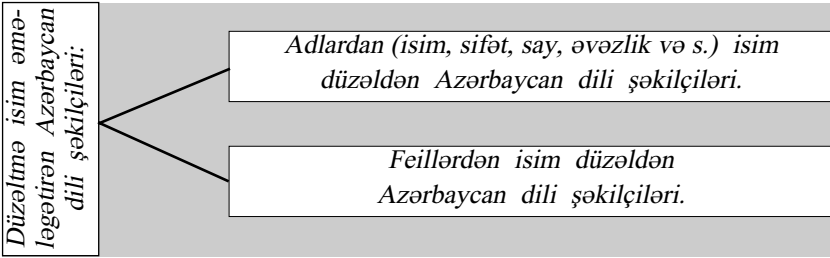 Düzəltmə isim əmə-
ləgətirən Azərbaycan
dili şəkilçiləri:
Adlardan (isim, sifət, say, əvəzlik və s.) isim
düzəldən Azərbaycan dili şəkilçiləri.
Feillərdən isim düzəldən
Azərbaycan dili şəkilçiləri.